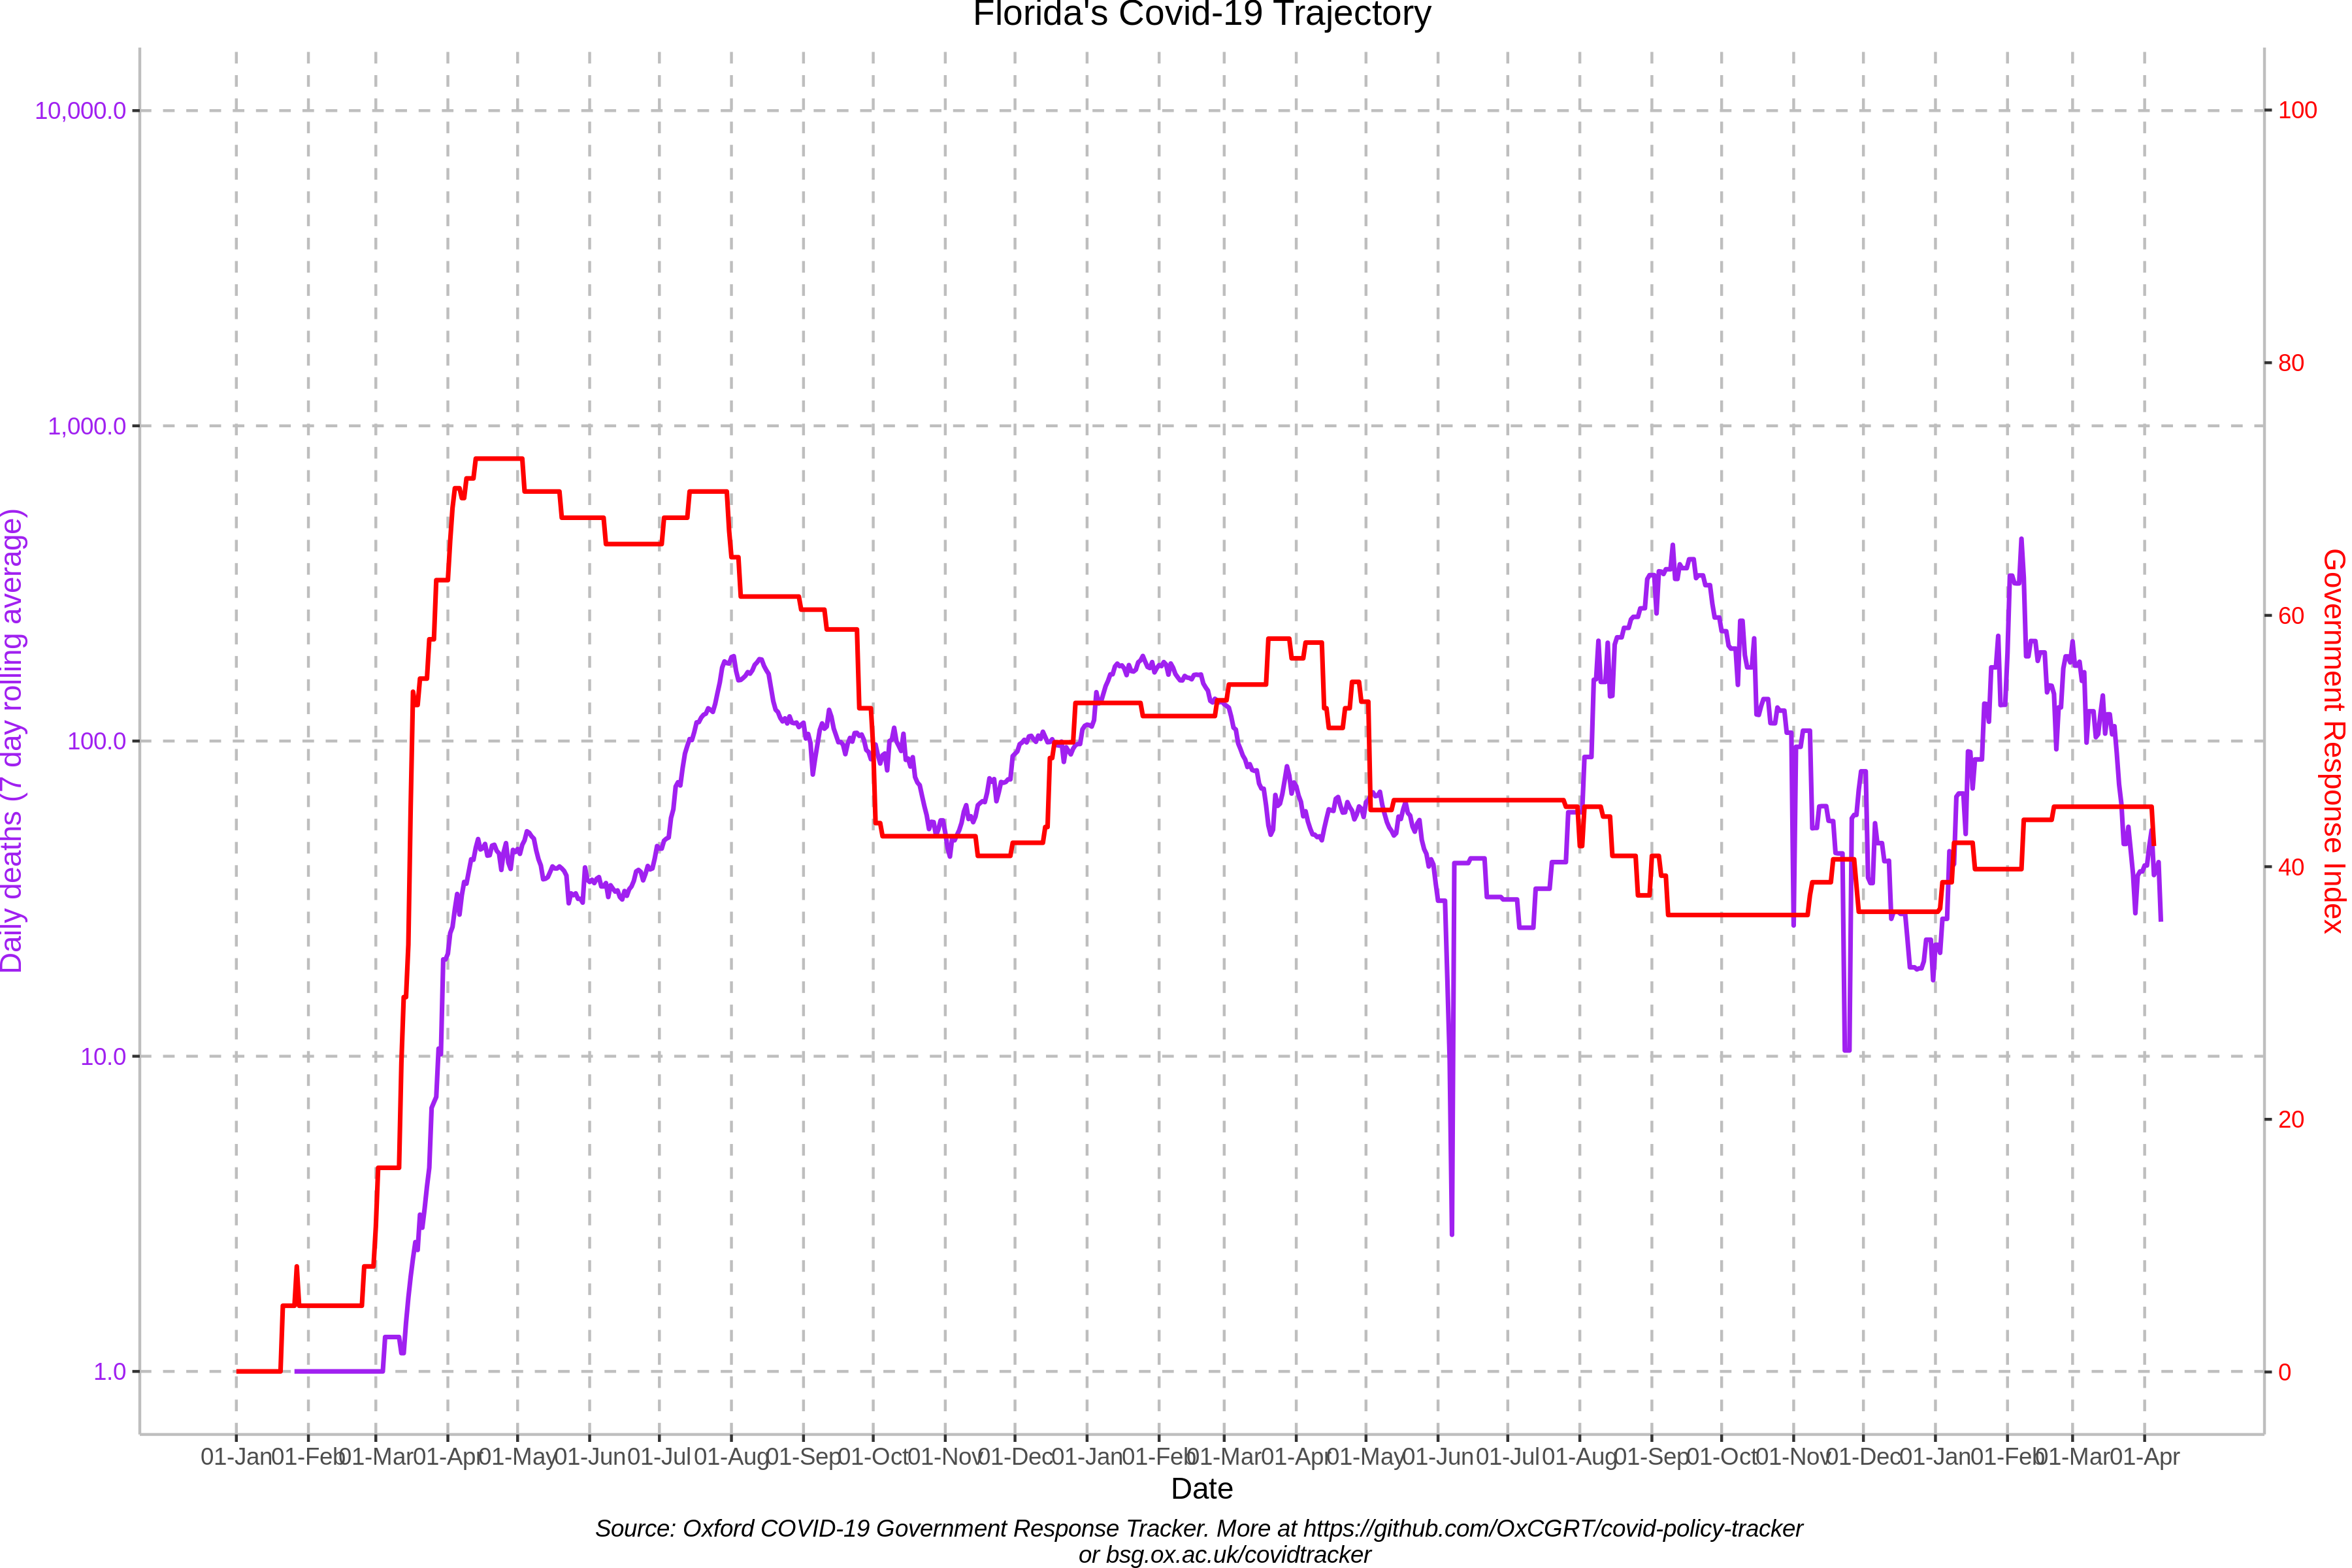 Florida's Covid-19 Trajectory
10,000.0
1,000.0
100.0
10.0
1.0
Daily deaths (7 day rolling average)
100
80
60
40
20
0
Government Response Index
01-Jan 01-Feb 01-Mar 01-Apr 01-May 01-Jun 01-Jul 01-Aug 01-Sep 01-Oct 01-Nov 01-Dec 01-Jan 01-Feb 01-Mar 01-Apr 01-May 01-Jun 01-Jul 01-Aug 01-Sep 01-Oct 01-Nov 01-Dec 01-Jan 01-Feb 01-Mar 01-Apr
Date
Source: Oxford COVID-19 Government Response Tracker. More at https://github.com/OxCGRT/covid-policy-tracker
or bsg.ox.ac.uk/covidtracker